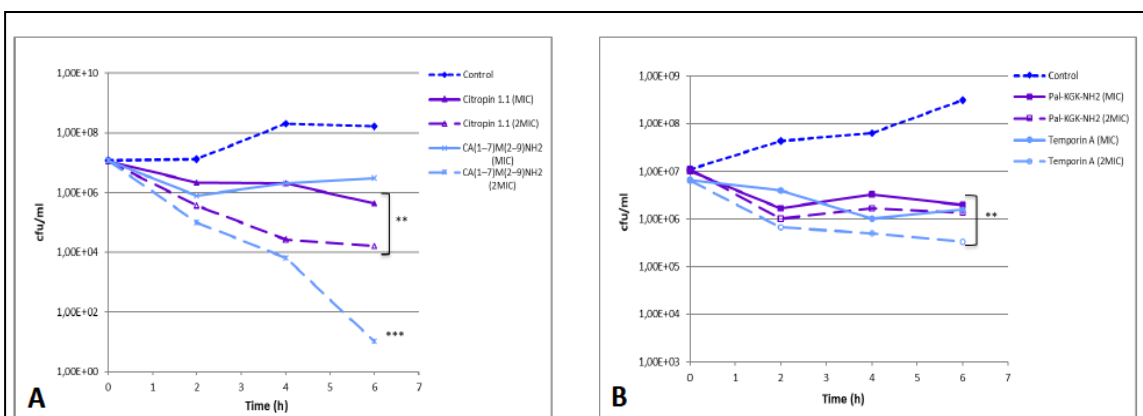 1,00E+10
1,00E+08
1,00E+06
1,00E+04
1,00E+02
1,00E+00
cfu/ml
0 1 2 3 4 5 6 7
Time (h)
Control
Citropin 1.1 (MIC)
Citropin 1.1 (2MIC)
CA(1–7)M(2–9)NH2
(MIC)
CA(1–7)M(2–9)NH2
(2MIC)
**
***
A
1,00E+09
1,00E+08
1,00E+07
1,00E+06
1,00E+05
1,00E+04
1,00E+03
cfu/ml
0 1 2 3 4 5 6 7
Time (h)
Control
Pal-KGK-NH2 (MIC)
Pal-KGK-NH2 (2MIC)
Temporin A (MIC)
Temporin A (2MIC)
**
B